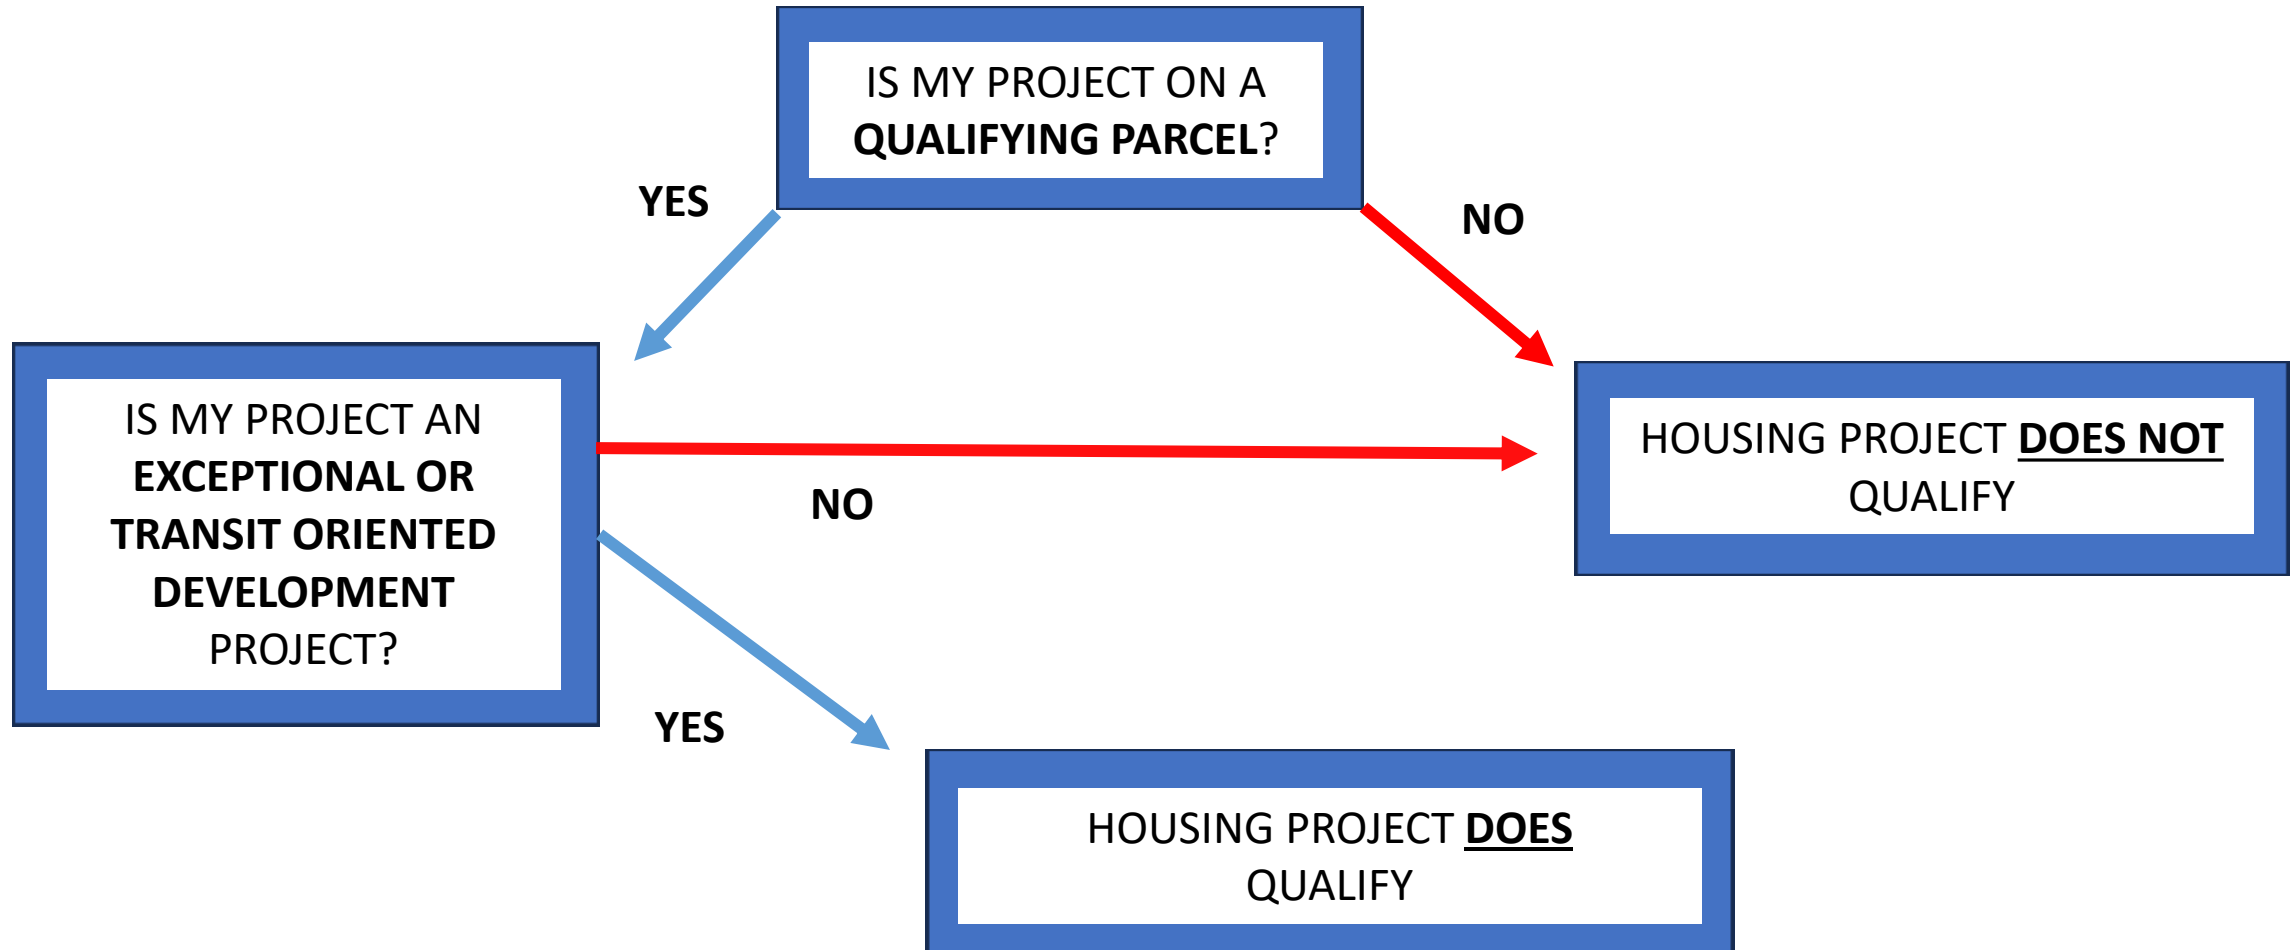 IS MY PROJECT ON A
QUALIFYING PARCEL?
YES
NO
IS MY PROJECT AN
EXCEPTIONAL OR
TRANSIT ORIENTED
DEVELOPMENT
PROJECT?
NO
HOUSING PROJECT DOES NOT
QUALIFY
YES
HOUSING PROJECT DOES
QUALIFY